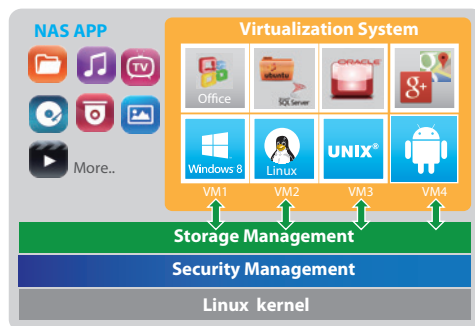 NAS APP
TV
More..
Virtualization System
Office
ubuntu
SQL Server
ORACLE
g+
Windows 8
Linux
UNIX®
VM1
VM2
VM3
VM4
Storage Management
Security Management
Linux kernel